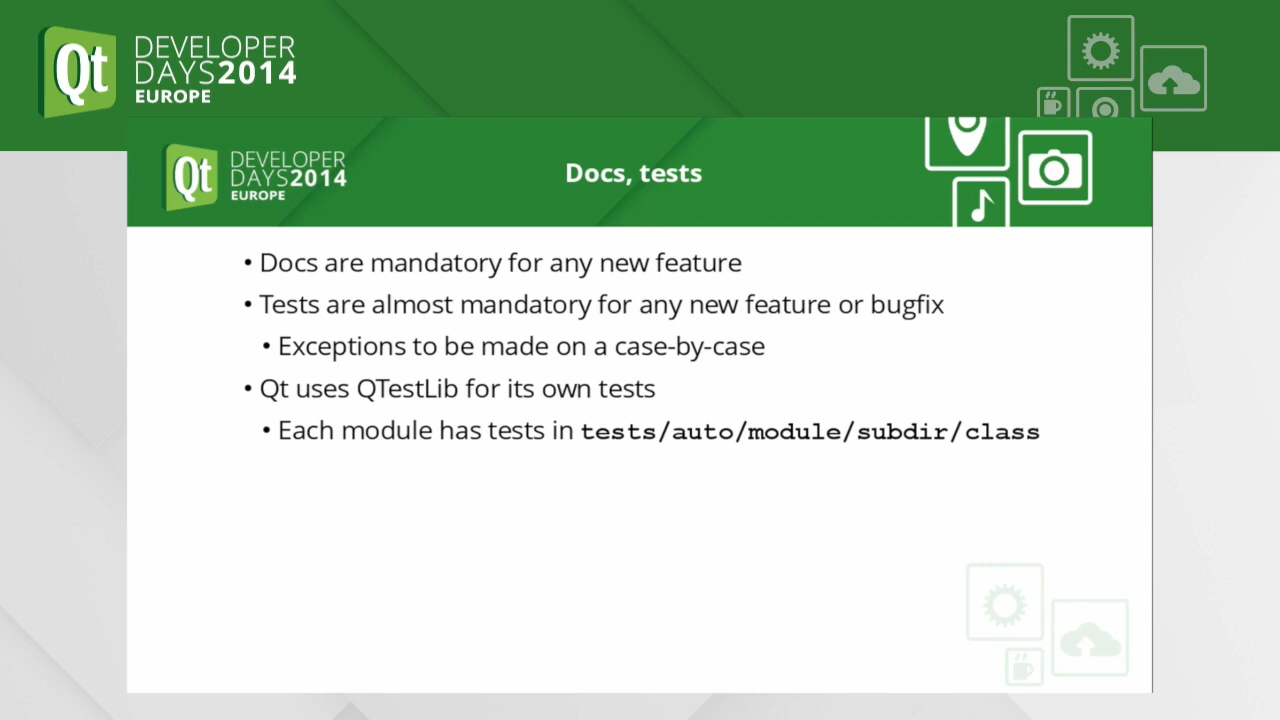 Qt
DEVELOPER
DAYS2014
EUROPE
Qt
DEVELOPER
DAYS2014
EUROPE
Docs, tests
• Docs are mandatory for any new feature
• Tests are almost mandatory for any new feature or bugfix
• Exceptions to be made on a case-by-case
• Qt uses QTestLib for its own tests
• Each module has tests in tests/auto/module/subdir/class